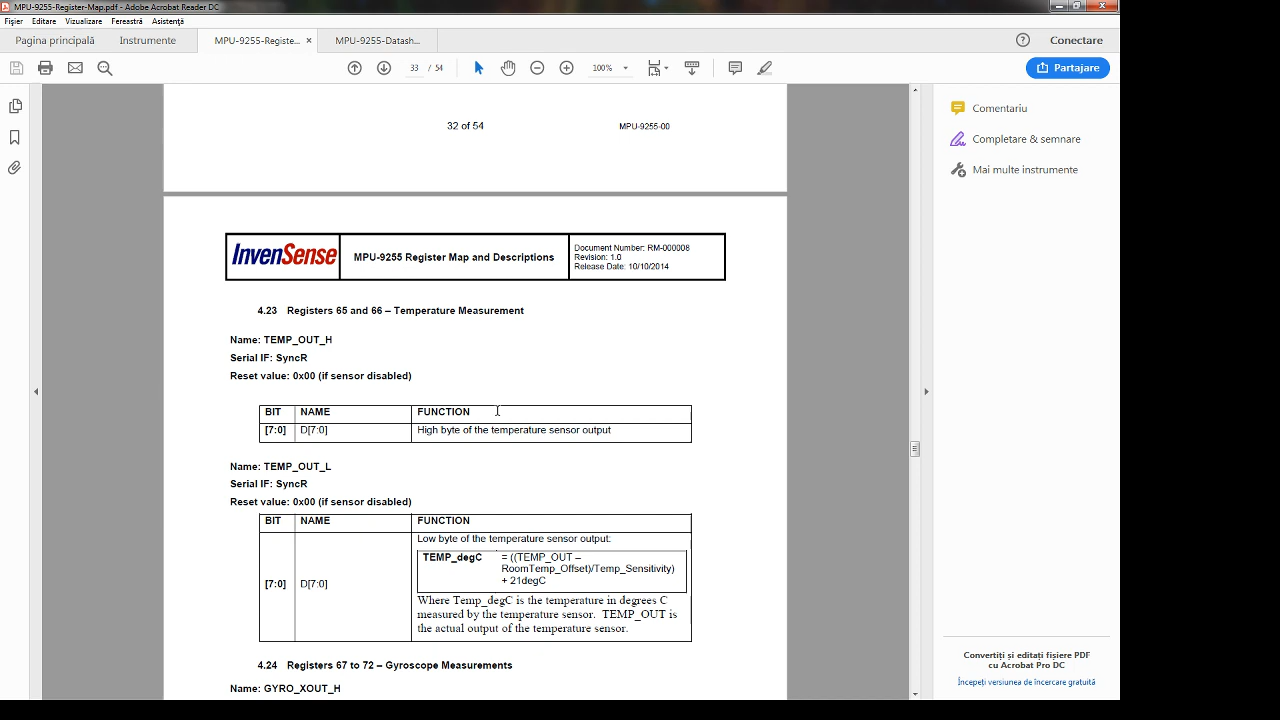 MPU-9255-Register-Map.pdf - Adobe Acrobat Reader DC
Fișier Editare Vizualizare Fereastră Asistență
Pagina principală Instrumente MPU-9255-Registe... × MPU-9255-Datash... Conectare
33 / 54 100% Partajare
32 of 54 MPU-9255-00
Comentariu
Completare & semnare
Mai multe instrumente
InvenSense
MPU-9255 Register Map and Descriptions
Document Number: RM-000008
Revision: 1.0
Release Date: 10/10/2014
4.23 Registers 65 and 66 – Temperature Measurement
Name: TEMP_OUT_H
Serial IF: SyncR
Reset value: 0x00 (if sensor disabled)
BIT NAME FUNCTION
[7:0] D[7:0] High byte of the temperature sensor output
Name: TEMP_OUT_L
Serial IF: SyncR
Reset value: 0x00 (if sensor disabled)
BIT NAME FUNCTION
Low byte of the temperature sensor output:
TEMP_degC = ((TEMP_OUT –
RoomTemp_Offset)/Temp_Sensitivity)
+ 21degC
[7:0] D[7:0]
Where Temp_degC is the temperature in degrees C
measured by the temperature sensor. TEMP_OUT is
the actual output of the temperature sensor.
4.24 Registers 67 to 72 – Gyroscope Measurements
Name: GYRO_XOUT_H
Convertiți și editați fișiere PDF
cu Acrobat Pro DC
Începeți versiunea de încercare gratuită